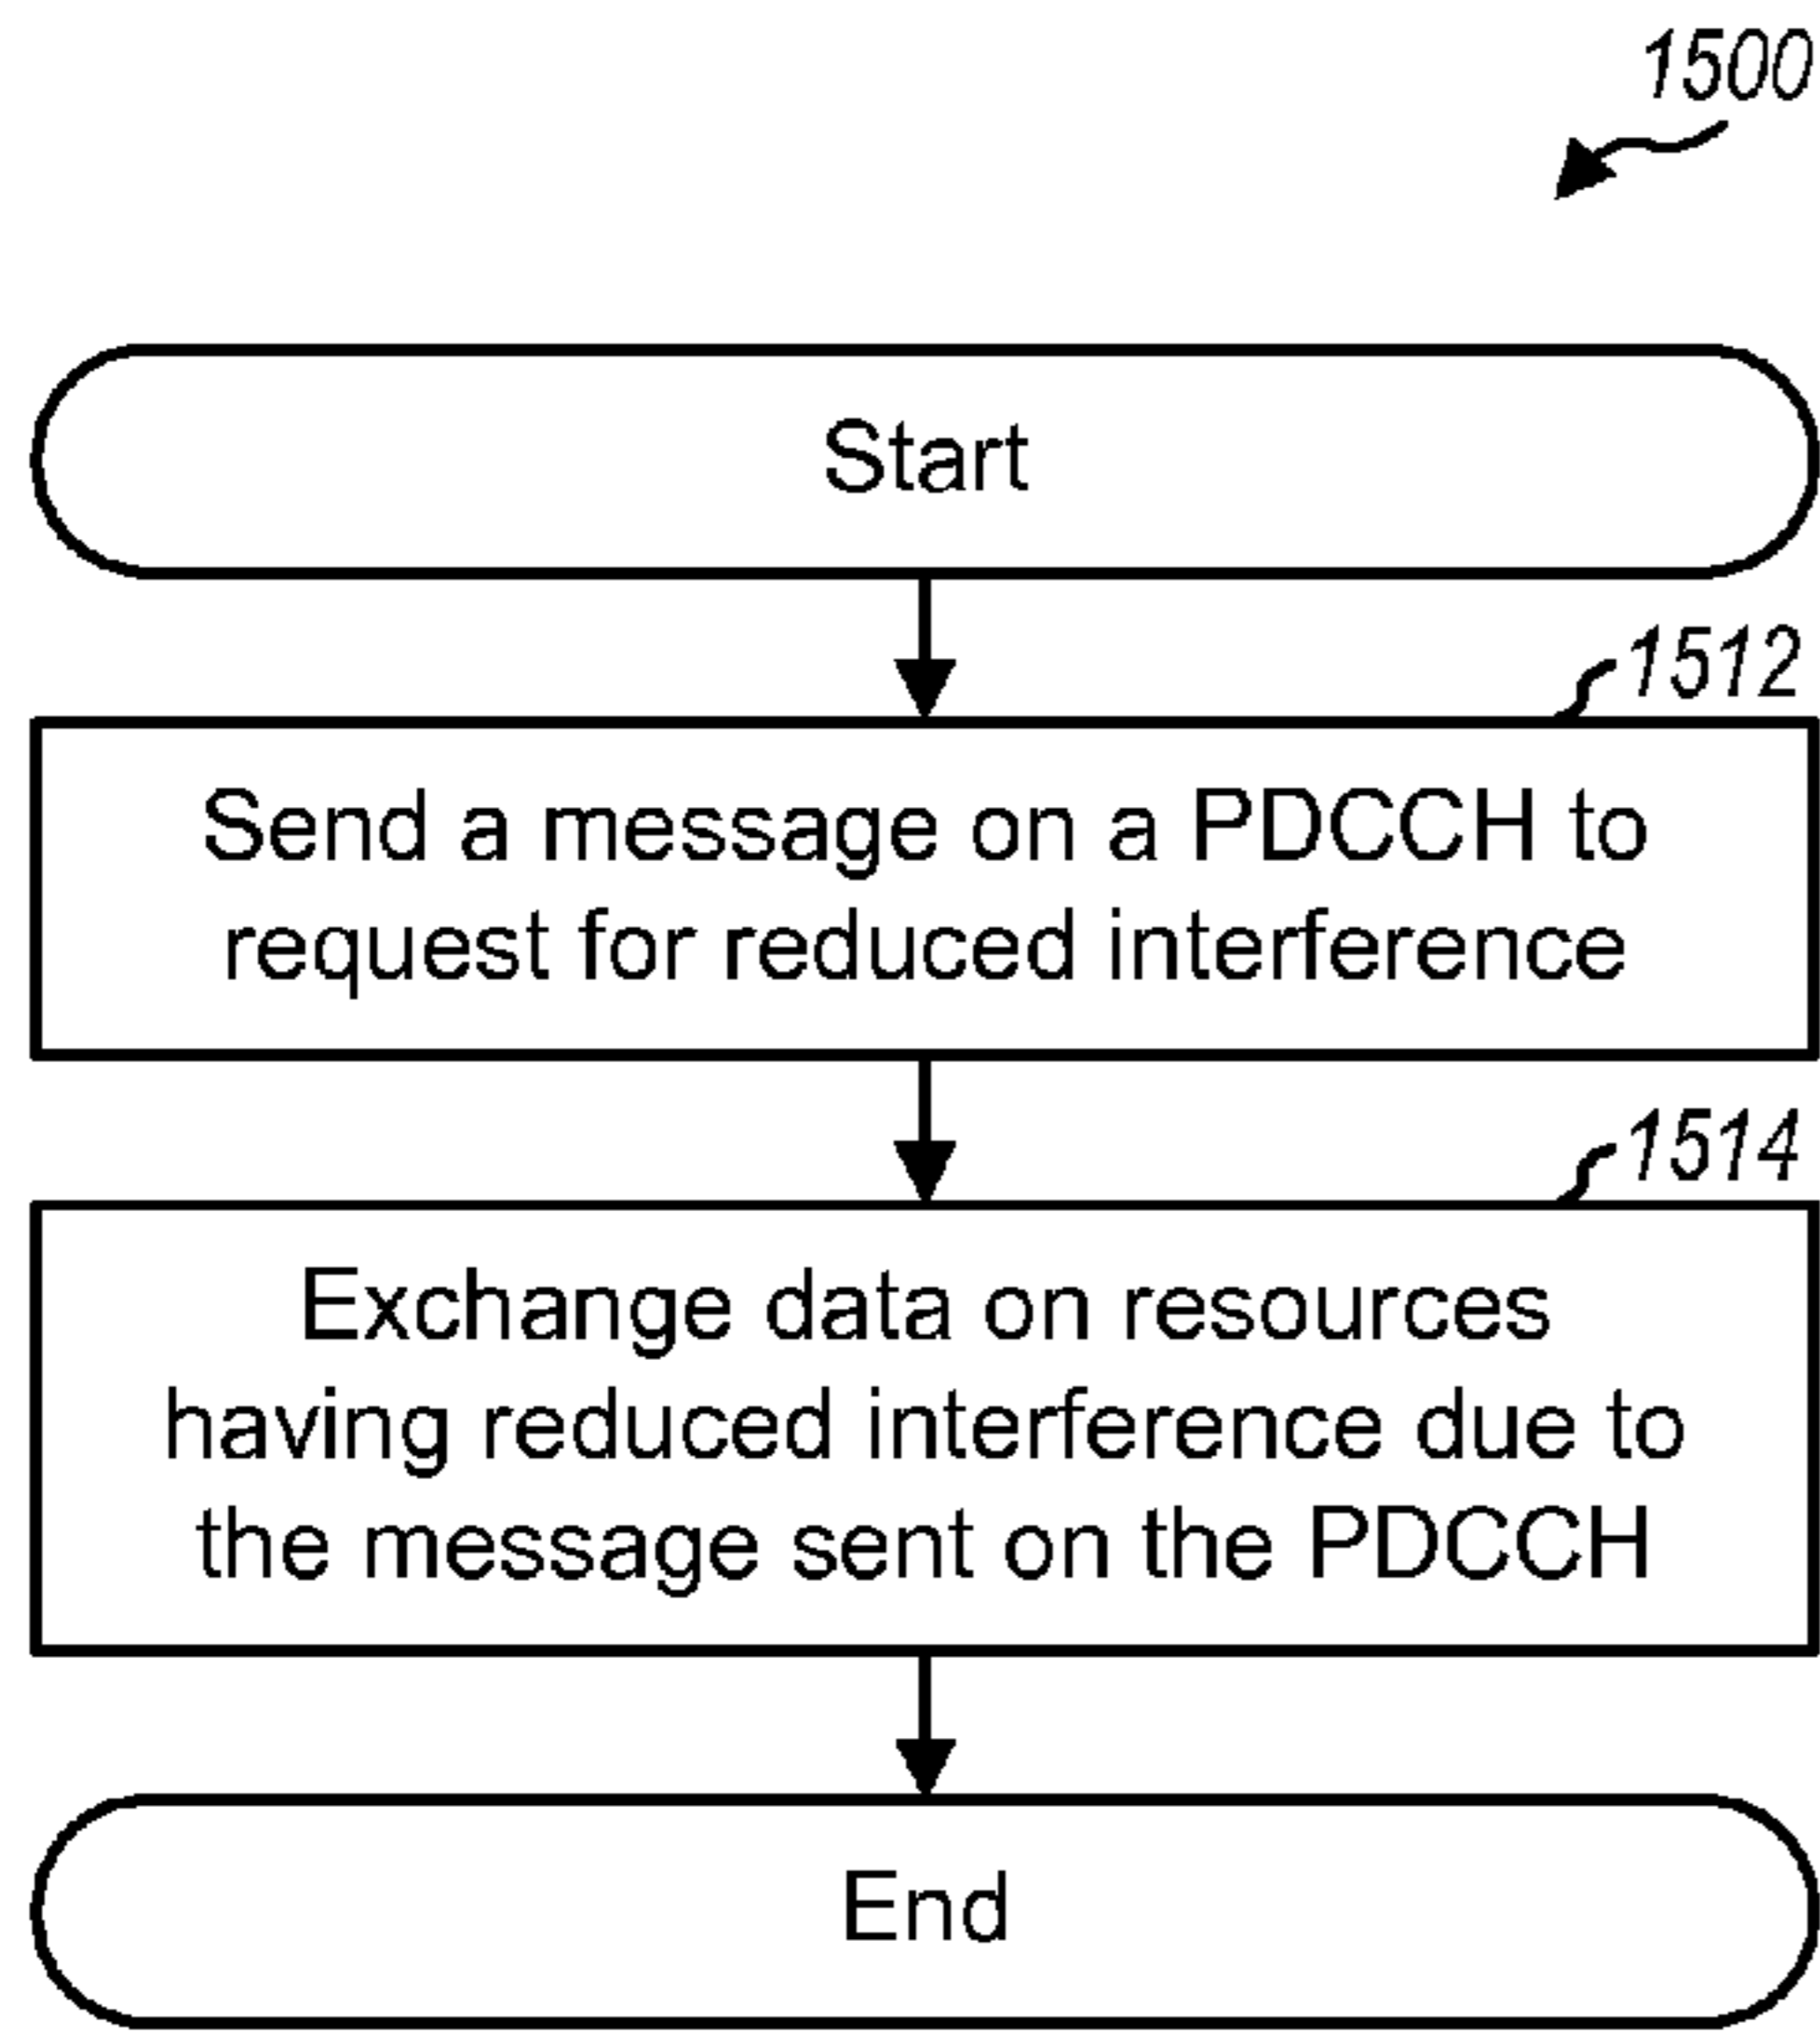 1500
Start
1512
Send a message on a PDCCH to
request for reduced interference
1514
Exchange data on resources
having reduced interference due to
the message sent on the PDCCH
End